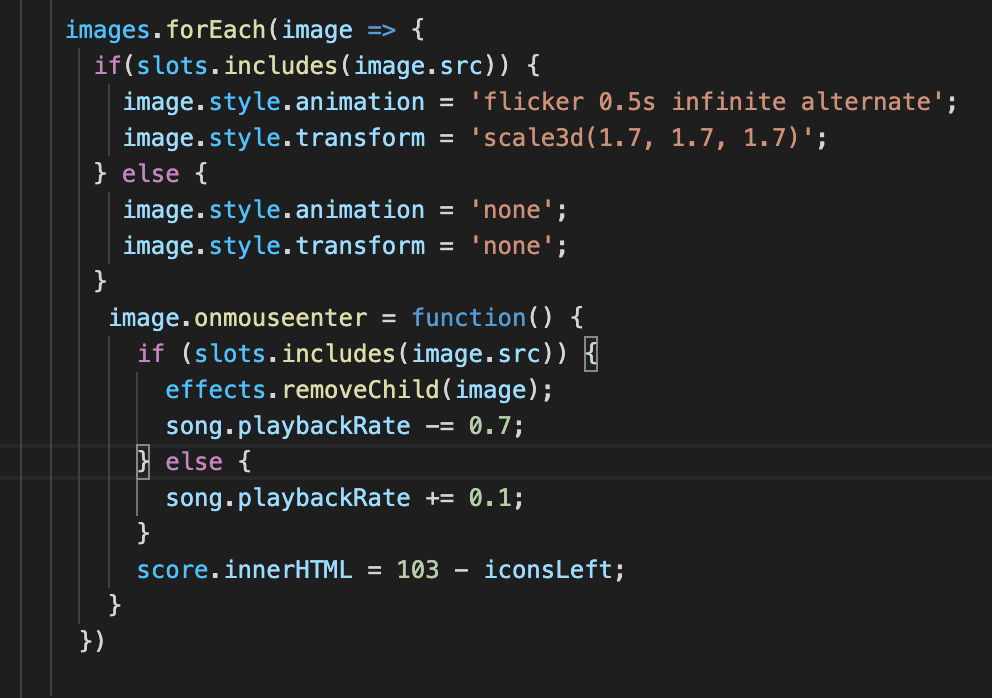 images.forEach(image => {
if(slots.includes(image.src)) {
image.style.animation = 'flicker 0.5s infinite alternate';
image.style.transform = 'scale3d(1.7, 1.7, 1.7)';
} else {
image.style.animation = 'none';
image.style.transform = 'none';
}
image.onmouseenter = function() {
if (slots.includes(image.src)) {
effects.removeChild(image);
song.playbackRate -= 0.7;
} else {
song.playbackRate += 0.1;
}
score.innerHTML = 103 - iconsLeft;
}
})